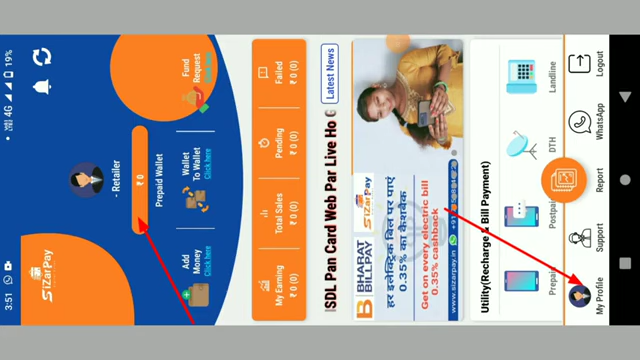 3:51
4G
19%
SiZarPay
- Retailer
₹ 0
Prepaid Wallet
Add
Money
Click here
Wallet
To Wallet
Click here
Fund
Request
My Earning
₹ 0 (0)
Total Sales
₹ 0 (0)
Pending
₹ 0 (0)
Failed
₹ 0 (0)
Latest News
SDL Pan Card Web Par Live Ho G
BHARAT
BILLPAY
SiZarPay
हर इलेक्ट्रिक बिल पर पाएं
0.35% का कैशबैक
Get on every electric bill
0.35% cashback
www.sizarpay.in
Utility(Recharge & Bill Payment)
Prepaid
Postpaid
DTH
Landline
My Profile
Support
Report
WhatsApp
Logout